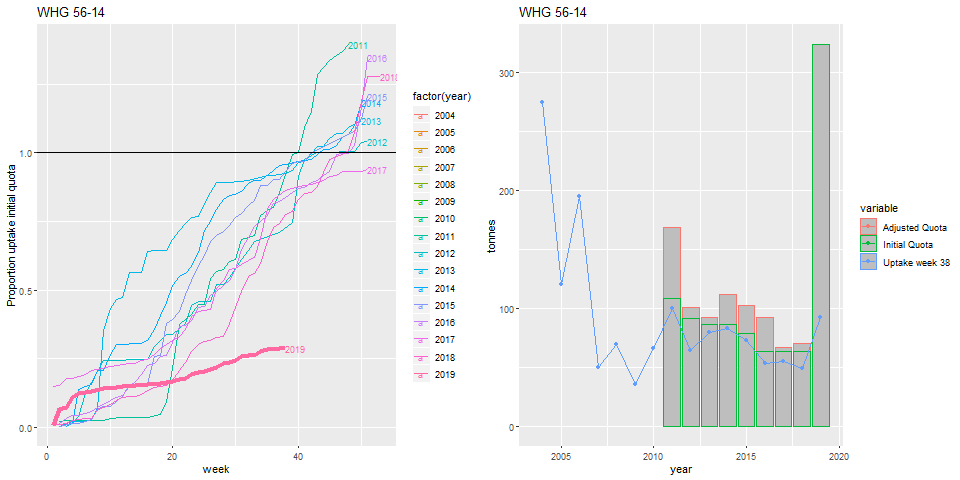 WHG 56-14
Proportion uptake initial quota
1.0
0.5
0.0
0
20
40
week
2011
2016
2018
2015
2014
2013
2012
2017
2019
factor(year)
a 2004
a 2005
a 2006
a 2007
a 2008
a 2009
a 2010
a 2011
a 2012
a 2013
a 2014
a 2015
a 2016
a 2017
a 2018
a 2019
WHG 56-14
tonnes
300
200
100
0
2005
2010
2015
2020
year
variable
Adjusted Quota
Initial Quota
Uptake week 38